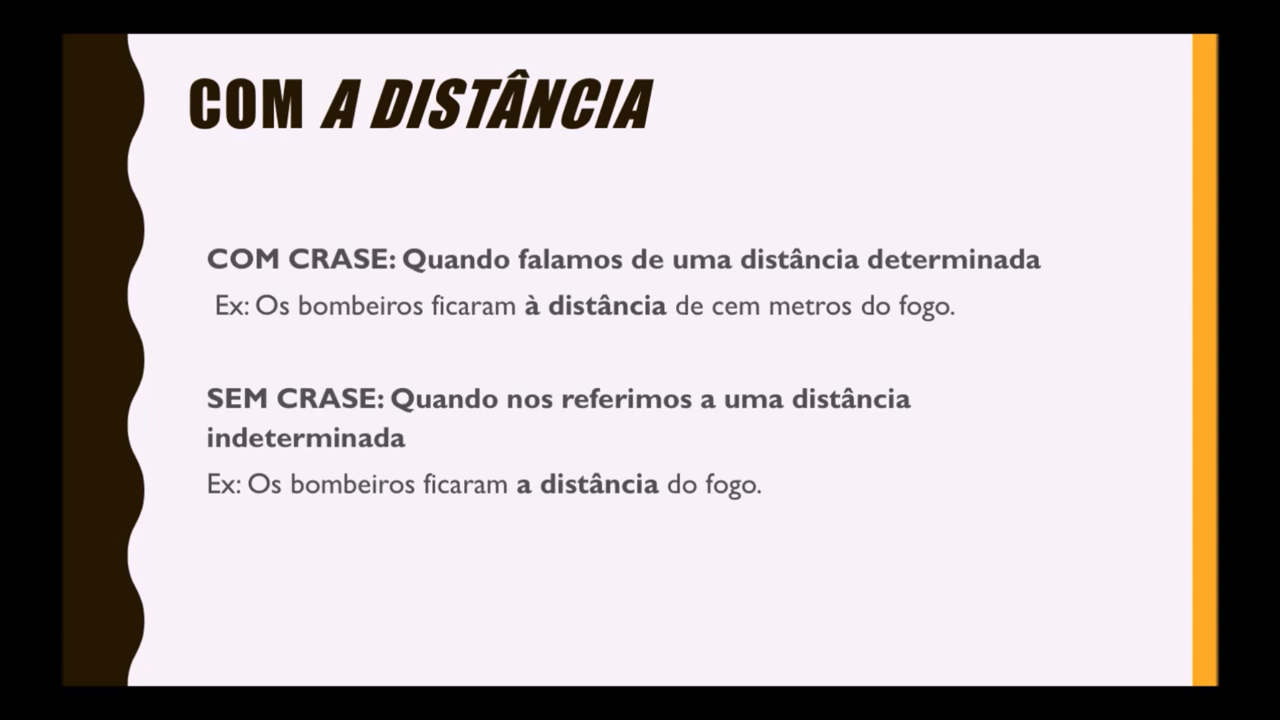 COM A DISTÂNCIA
COM CRASE: Quando falamos de uma distância determinada
Ex: Os bombeiros ficaram à distância de cem metros do fogo.
SEM CRASE: Quando nos referimos a uma distância
indeterminada
Ex: Os bombeiros ficaram a distância do fogo.